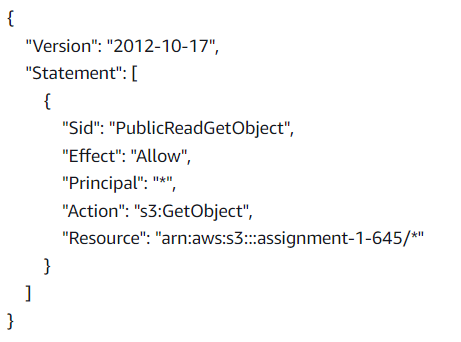 {
"Version": "2012-10-17",
"Statement": [
{
"Sid": "PublicReadGetObject",
"Effect": "Allow",
"Principal": "*",
"Action": "s3:GetObject",
"Resource": "arn:aws:s3:::assignment-1-645/*"
}
]
}